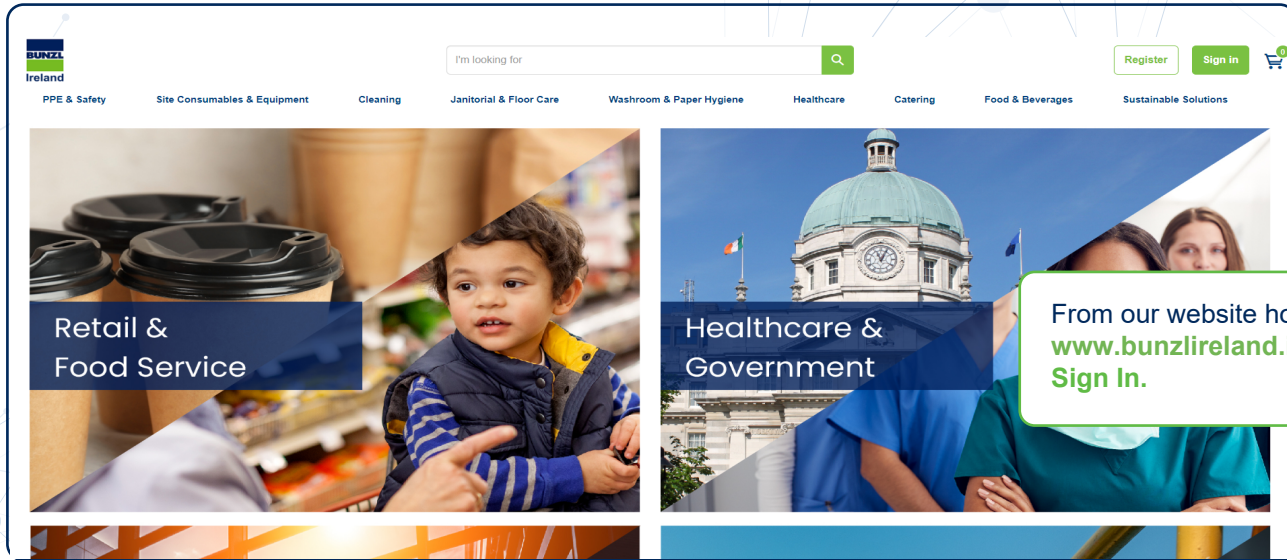 BUNZL
Ireland
I'm looking for
Register
Sign in
0
PPE & Safety
Site Consumables & Equipment
Cleaning
Janitorial & Floor Care
Washroom & Paper Hygiene
Healthcare
Catering
Food & Beverages
Sustainable Solutions
Retail &
Food Service
Healthcare &
Government
From our website ho
www.bunzlireland.
Sign In.